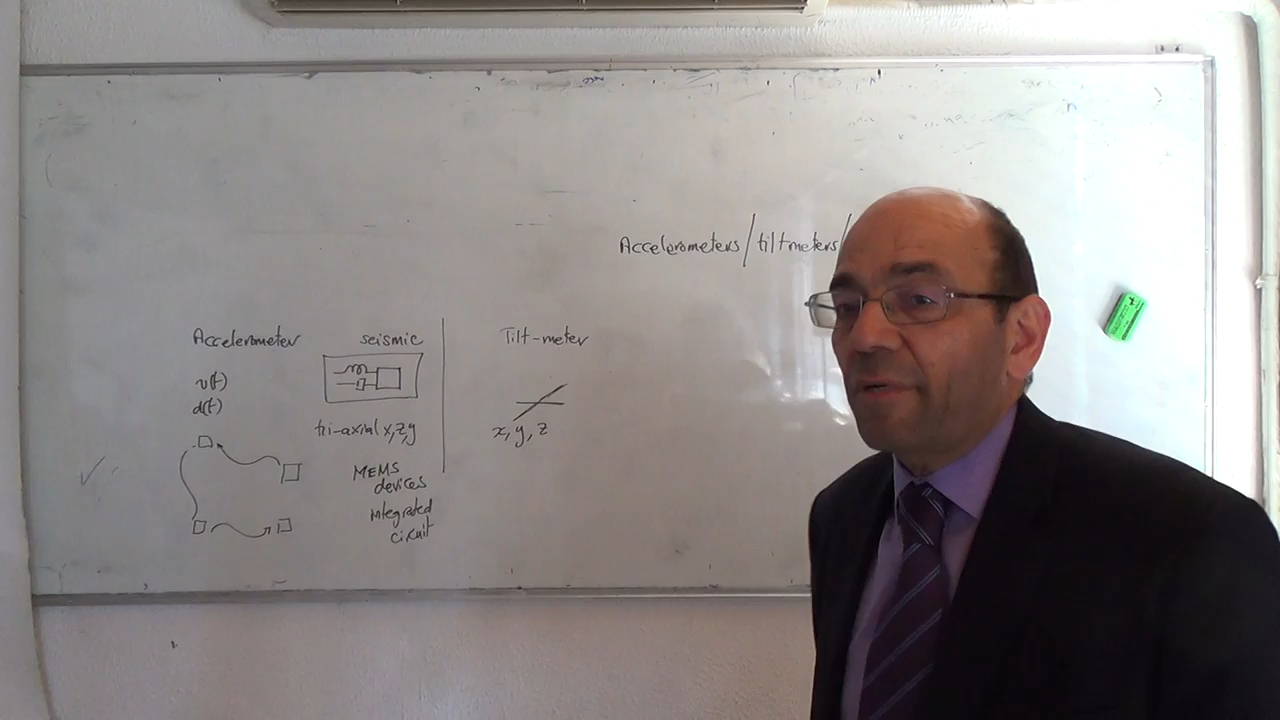 Accelerometers/tiltmeters/
Accelerometer
v(t)
d(t)
seismic
tri-axial x,z,y
MEMS
devices
integrated
circuit
Tilt-meter
x, y, z